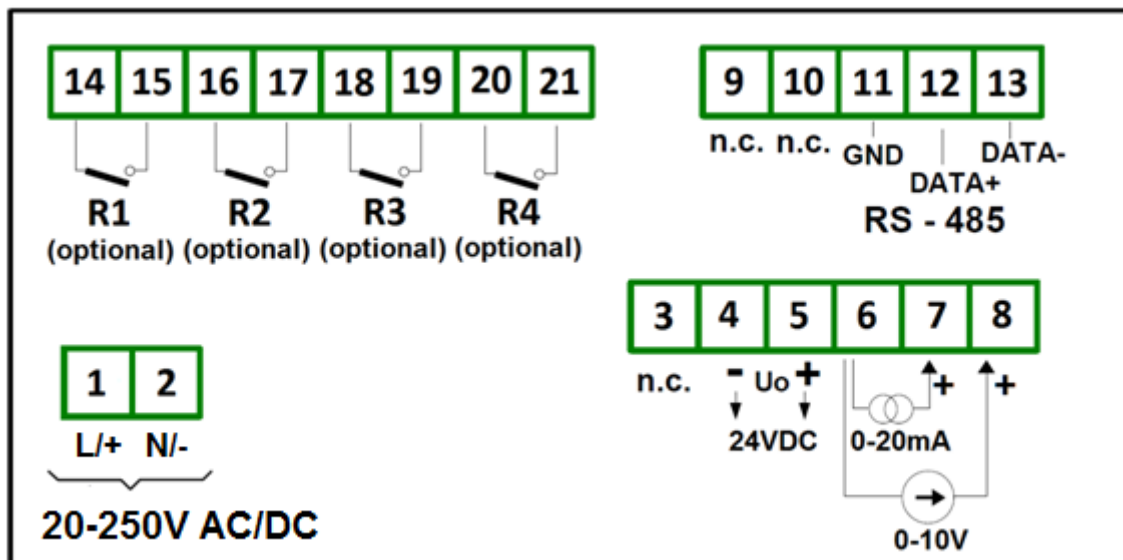 14 15 16 17 18 19 20 21
R1 R2 R3 R4
(optional) (optional) (optional) (optional)
9 10 11 12 13
n.c. n.c. GND DATA-
DATA+
RS - 485
1 2
L/+ N/-
20-250V AC/DC
3 4 5 6 7 8
n.c. - Uo + + +
24VDC 0-20mA
0-10V